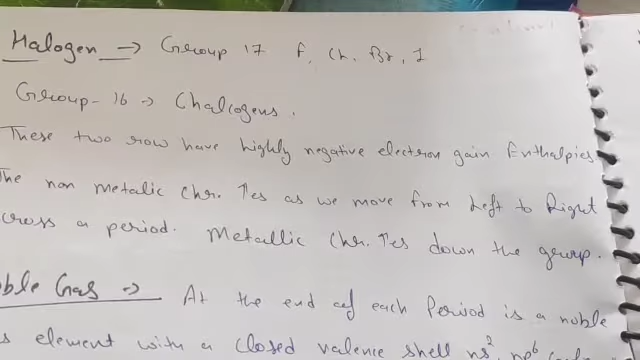 Halogen → Group 17 F, Ch, Br, I
Group-16 → Chalcogens.
These two row have highly negative electron gain Enthalpies
The non metalic Chr. ↑es as we move from Left to Right
cross a period. Metallic Chr. ↑es down the group.
ble Gas → At the end of each Period is a noble
s element with a closed valence shell ns², np⁶